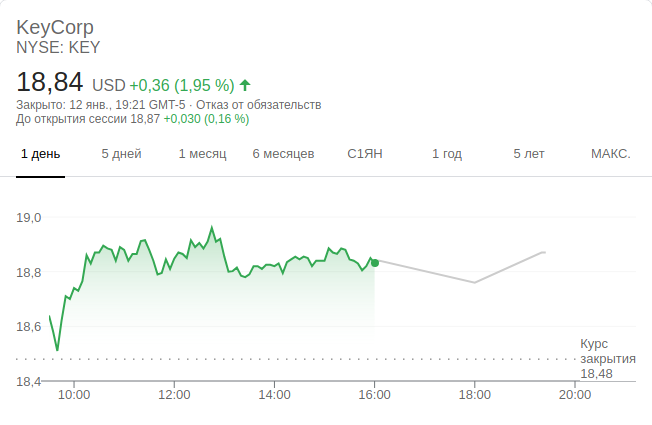 KeyCorp
NYSE: KEY
18,84 USD +0,36 (1,95 %)
Закрыто: 12 янв., 19:21 GMT-5 · Отказ от обязательств
До открытия сессии 18,87 +0,030 (0,16 %)
1 день 5 дней 1 месяц 6 месяцев С1ЯН 1 год 5 лет МАКС.
19,0
18,8
18,6
Курс
закрытия
18,48
18,4
10:00 12:00 14:00 16:00 18:00 20:00